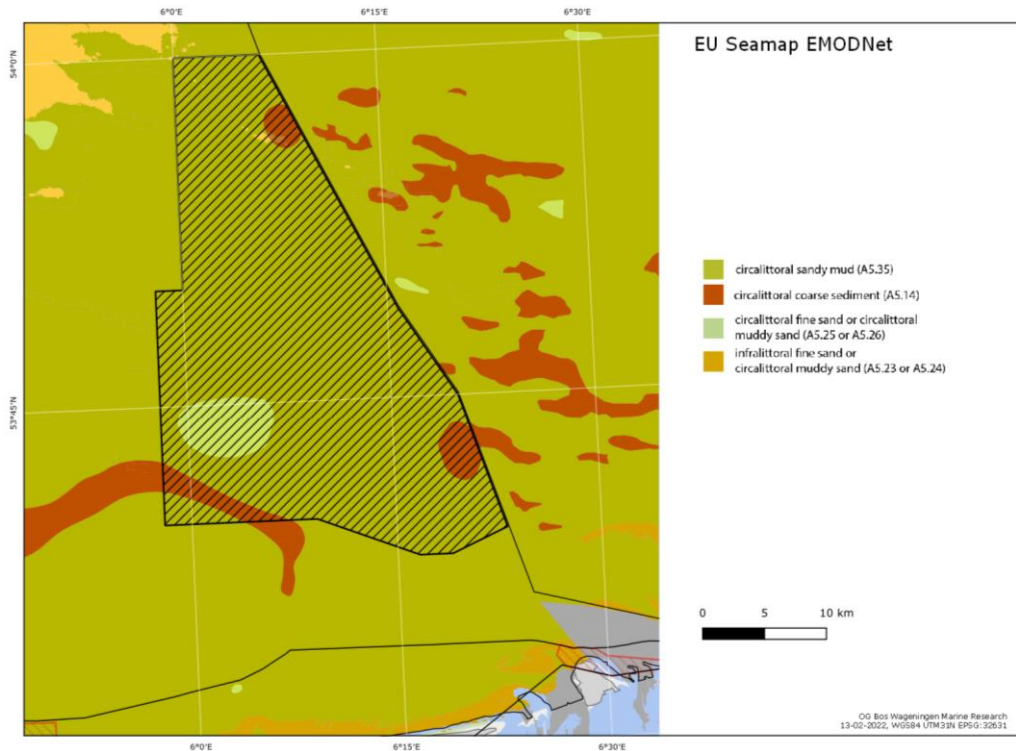 6°0'E 6°15'E 6°30'E
EU Seamap EMODNet
54°0'N
53°45'N
circalittoral sandy mud (A5.35)
circalittoral coarse sediment (A5.14)
circalittoral fine sand or circalittoral
muddy sand (A5.25 or A5.26)
infralittoral fine sand or
circalittoral muddy sand (A5.23 or A5.24)
0 5 10 km
OG Bos Wageningen Marine Research
13-02-2022, WGS84 UTM31N EPSG:32631
6°0'E 6°15'E 6°30'E